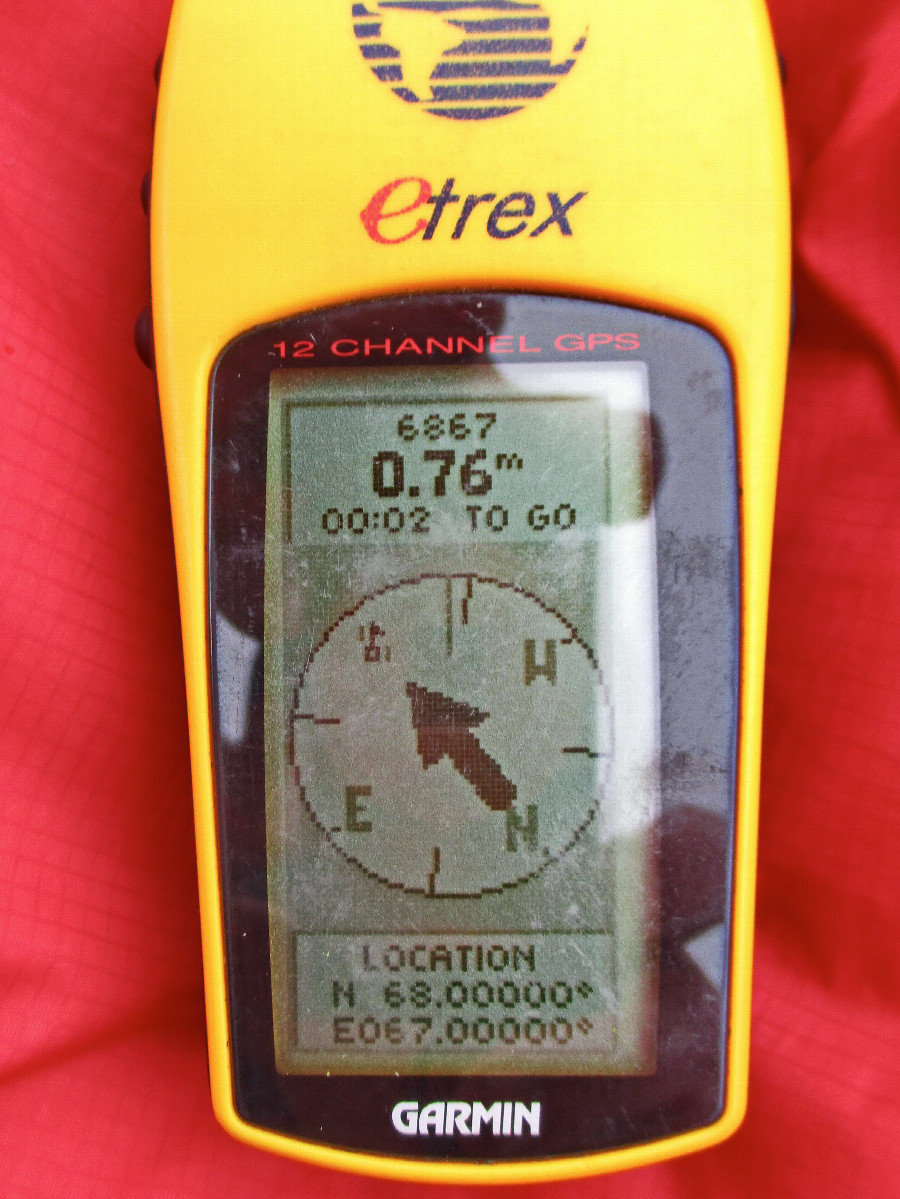 etrex
12 CHANNEL GPS
6867
0.76m
00:02 TO GO
W
E
N
LOCATION
N 68.00000°
E067.00000°
GARMIN